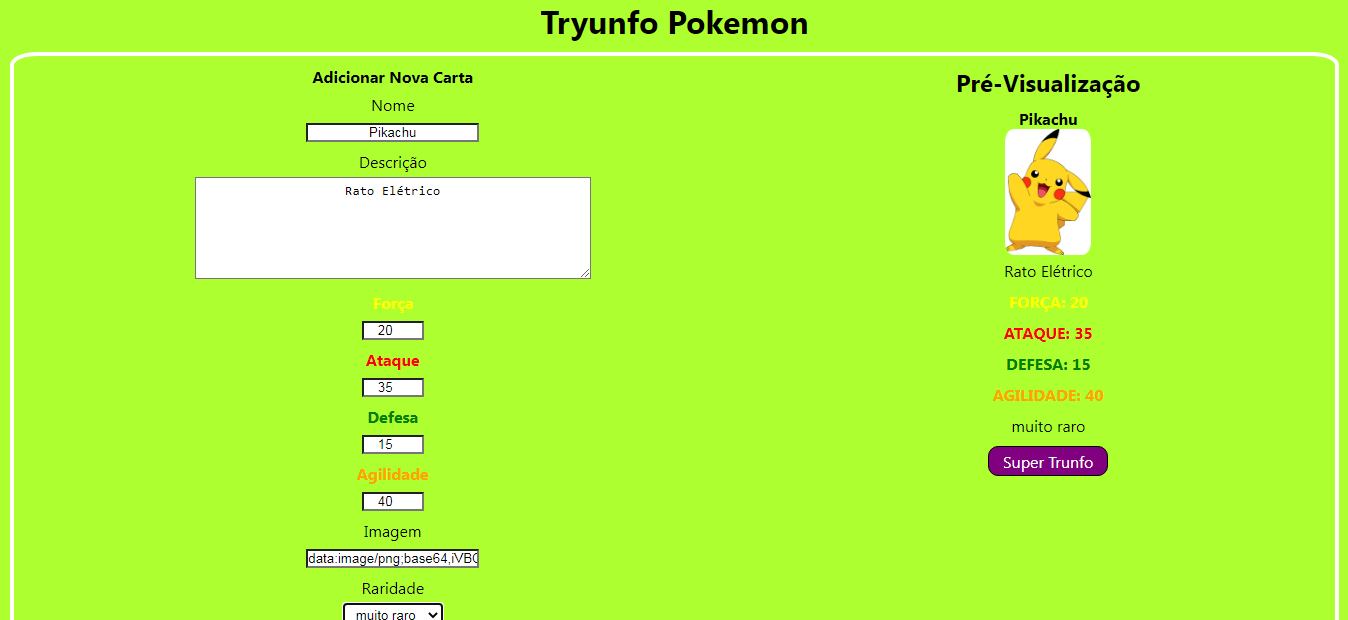 Tryunfo Pokemon
Adicionar Nova Carta
Nome
Pikachu
Descrição
Rato Elétrico
Força
20
Ataque
35
Defesa
15
Agilidade
40
Imagem
data:image/png;base64,iVBO
Raridade
muito raro
Pré-Visualização
Pikachu
Rato Elétrico
FORÇA: 20
ATAQUE: 35
DEFESA: 15
AGILIDADE: 40
muito raro
Super Trunfo